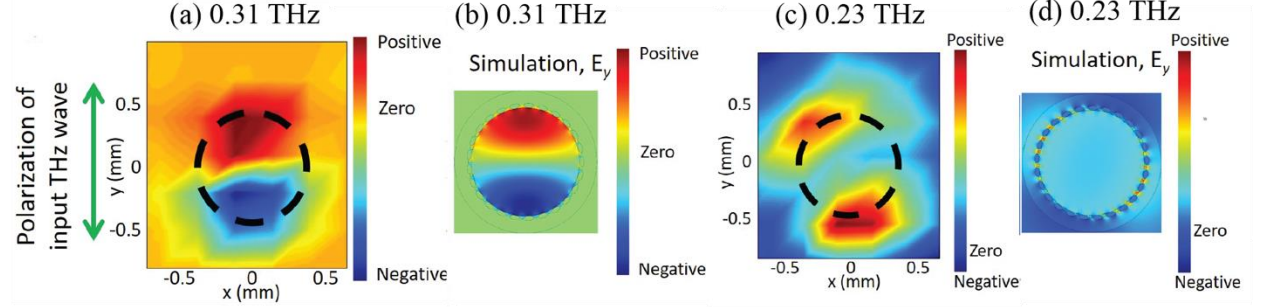 (a) 0.31 THz
(b) 0.31 THz
(c) 0.23 THz
(d) 0.23 THz
Polarization of
input THz wave
y (mm)
0.5
0
-0.5
-0.5
0
0.5
x (mm)
Positive
Zero
Negative
Simulation, Ey
Positive
Zero
Negative
y (mm)
0.5
0
-0.5
-0.5
0
0.5
x (mm)
Positive
Zero
Negative
Simulation, Ey
Positive
Zero
Negative